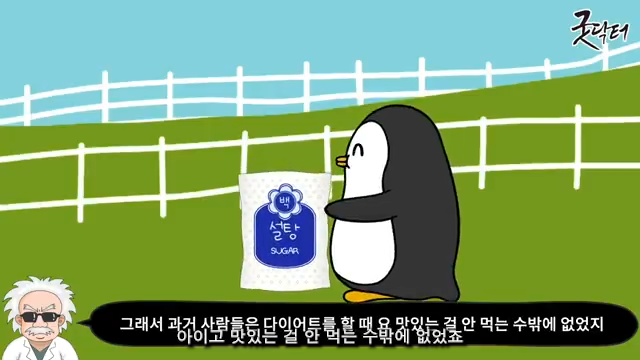 굿닥터
백
설탕
SUGAR
그래서 과거 사람들은 다이어트를 할 때 요 맛있는 걸 안 먹는 수밖에 없었지
아이고 맛있는 걸 안 먹는 수밖에 없었죠